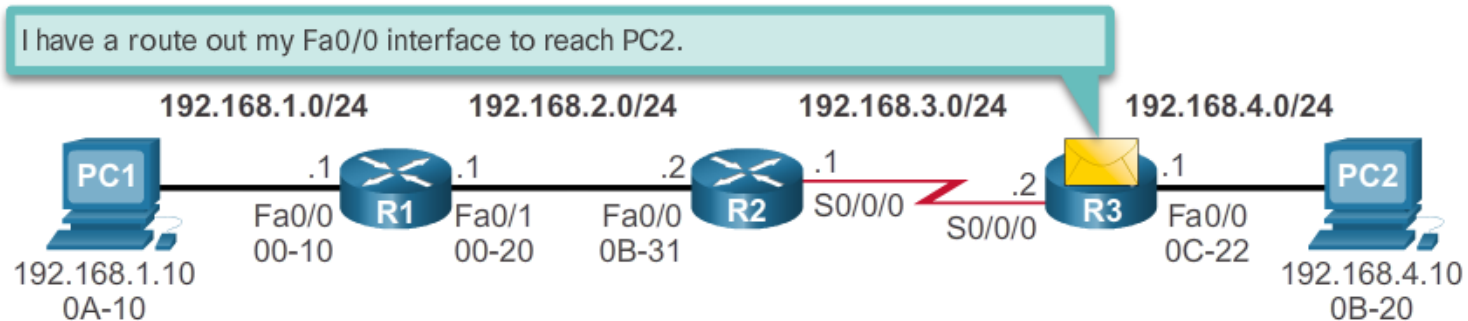 I have a route out my Fa0/0 interface to reach PC2.
192.168.1.0/24 192.168.2.0/24 192.168.3.0/24 192.168.4.0/24
PC1 .1 R1 .1 .2 R2 .1 .2 R3 .1 PC2
Fa0/0 Fa0/1 Fa0/0 S0/0/0 S0/0/0 Fa0/0
00-10 00-20 0B-31 0C-22
192.168.1.10 192.168.4.10
0A-10 0B-20